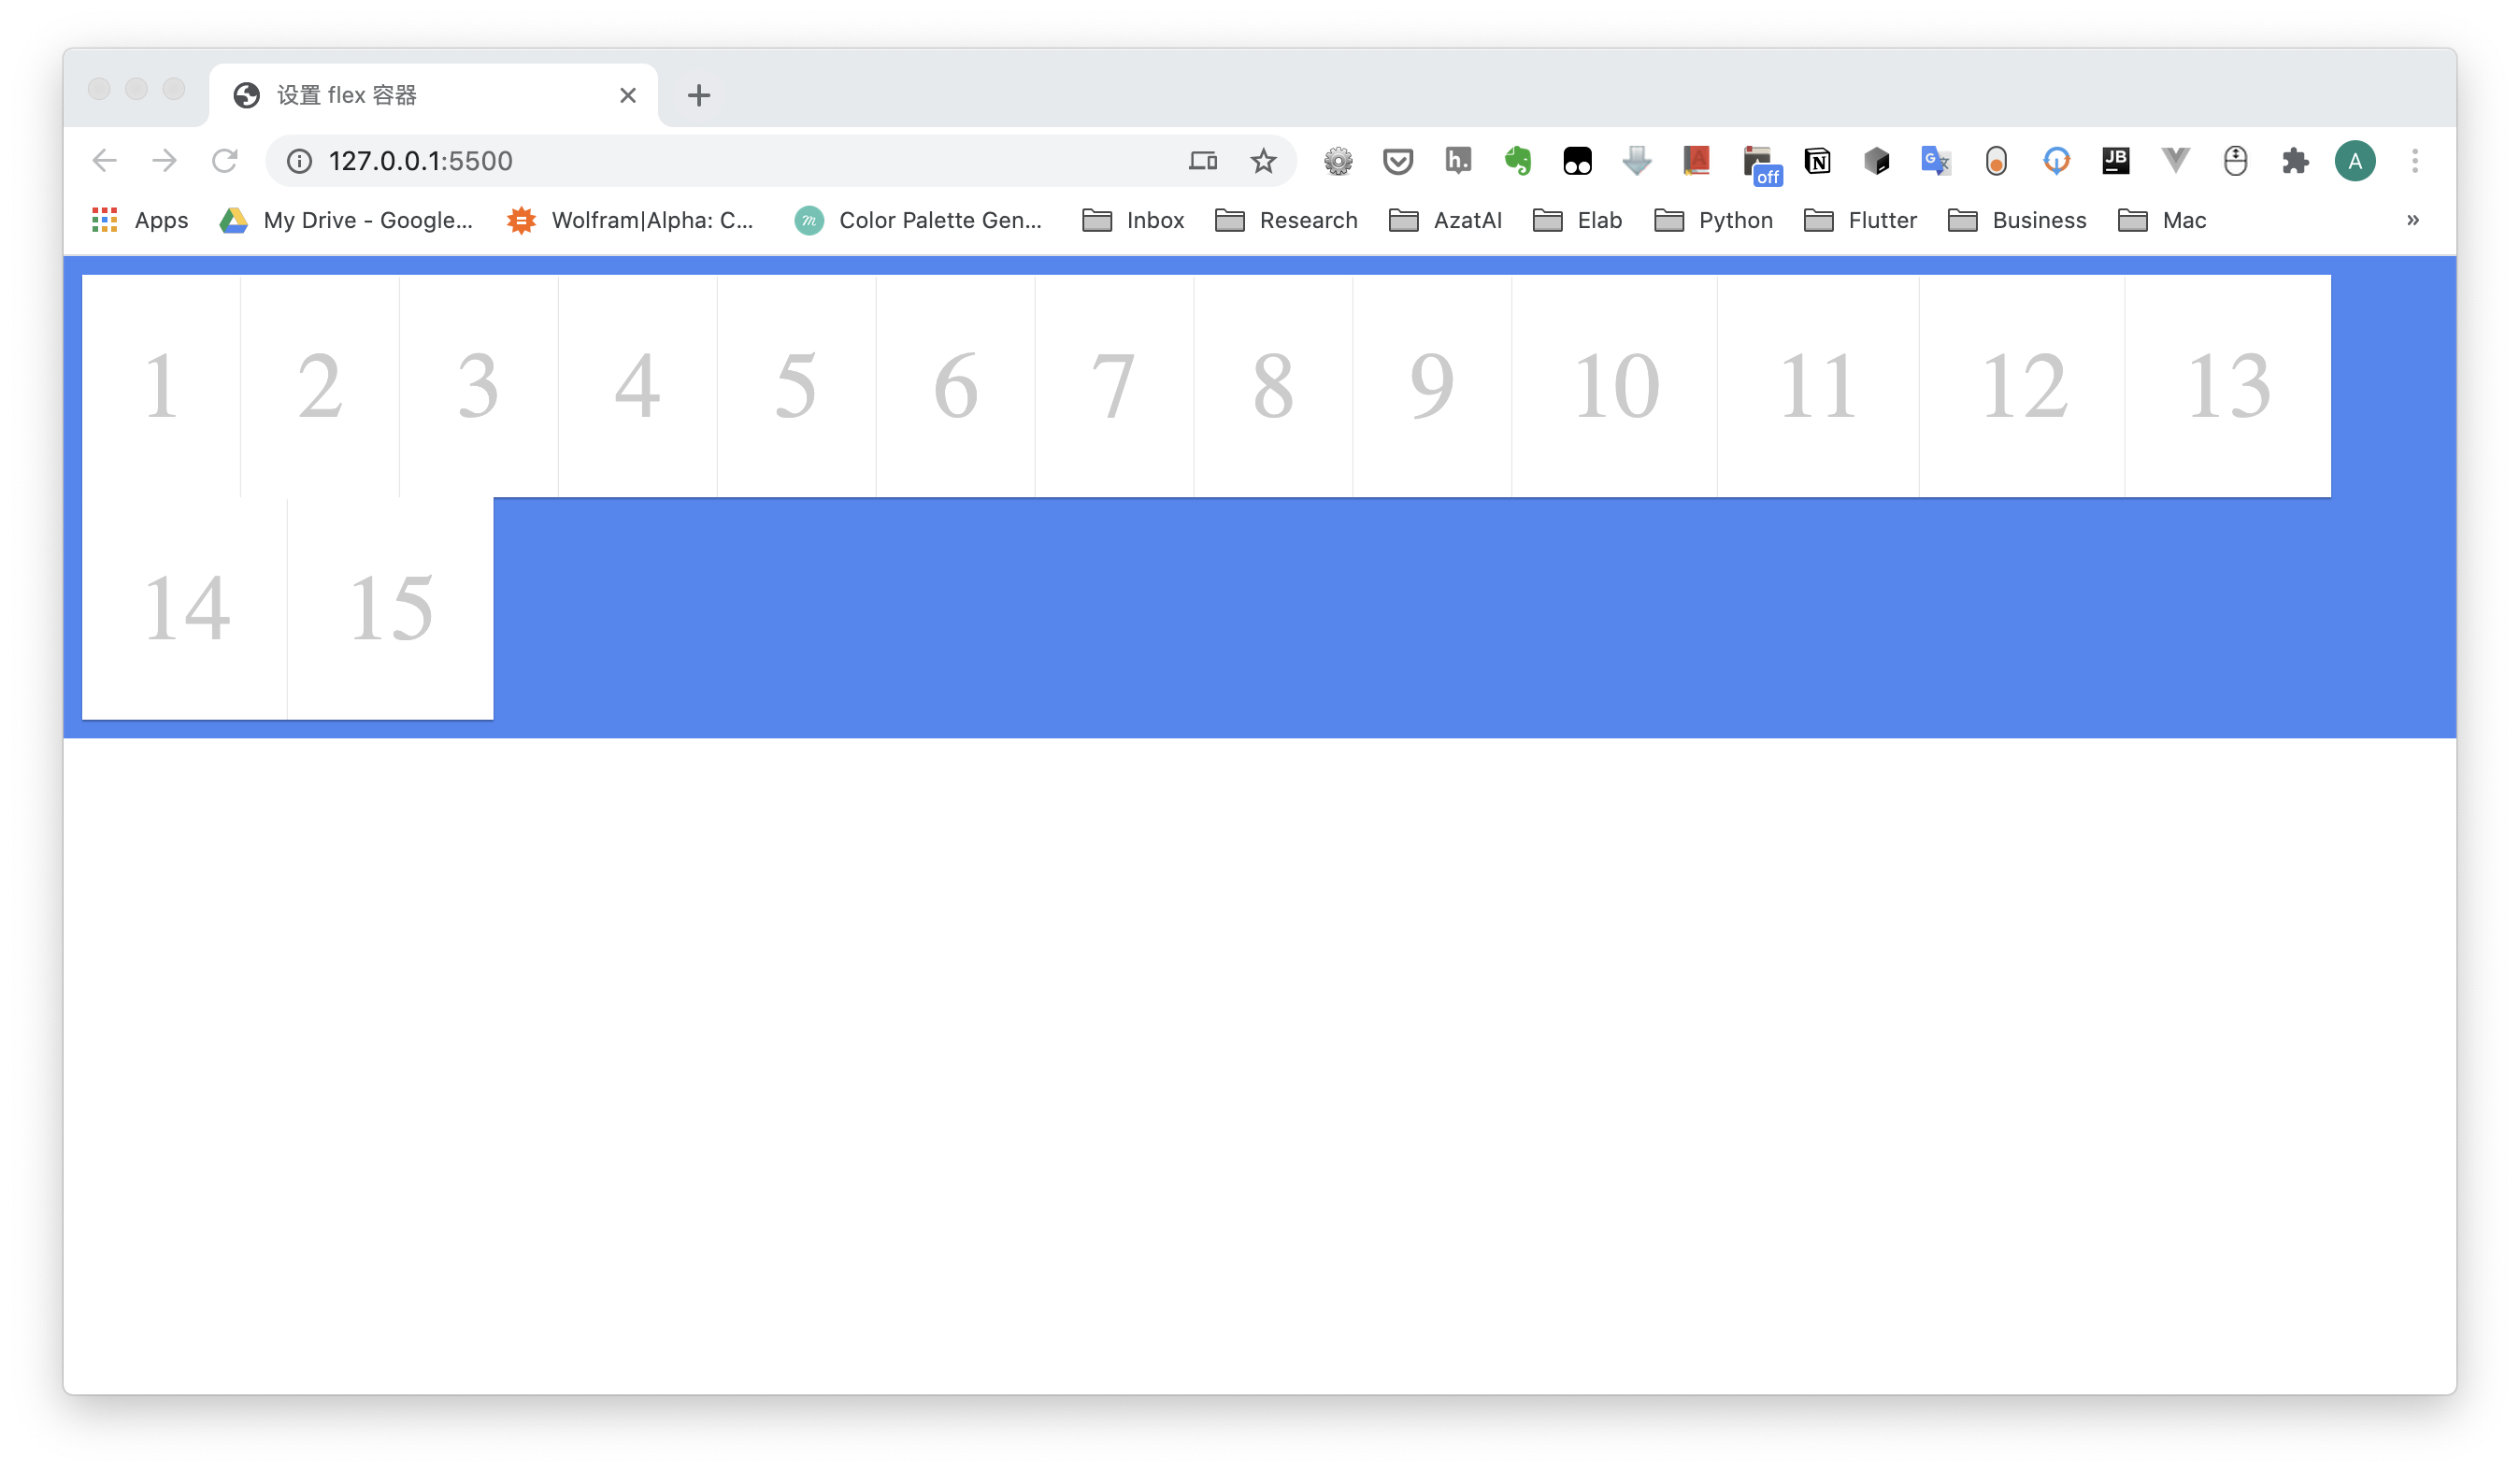 设置 flex 容器
127.0.0.1:5500
h.
A
off
N
G 文
JB
A
Apps My Drive - Google... Wolfram|Alpha: C... m Color Palette Gen... Inbox Research AzatAI Elab Python Flutter Business Mac »
1 2 3 4 5 6 7 8 9 10 11 12 13
14 15